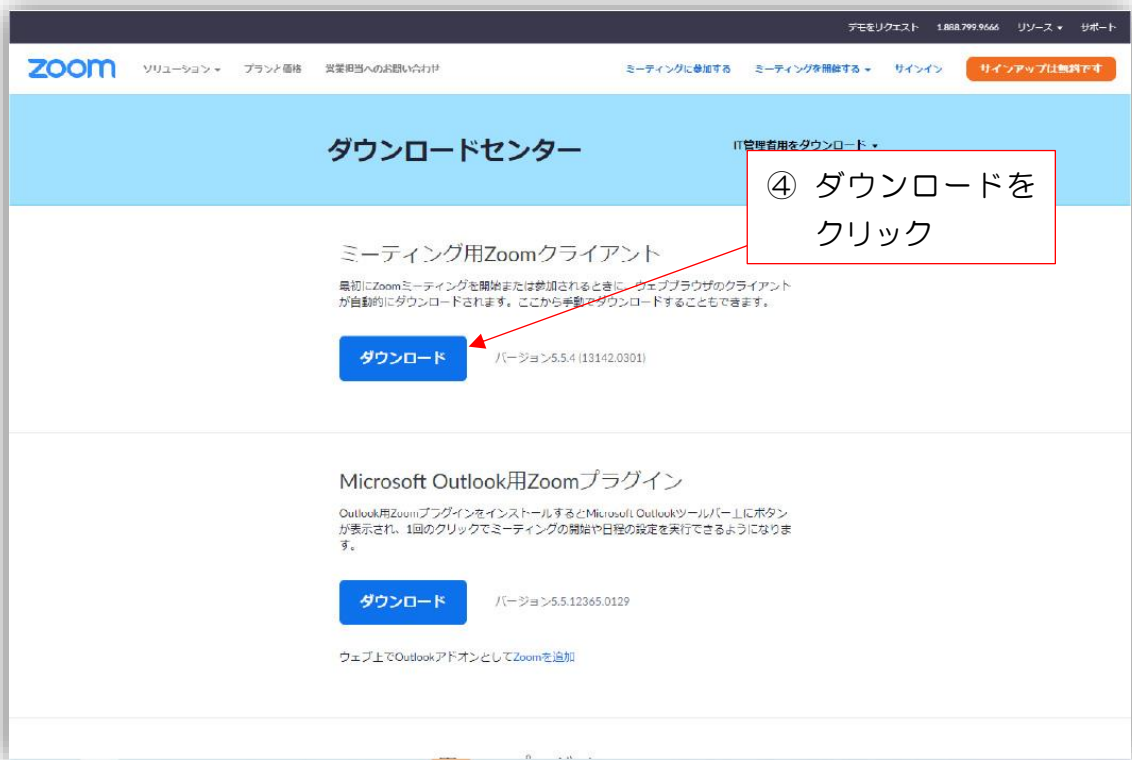 デモをリクエスト 1.888.799.9666 リソース サポート
zoom ソリューション プランと価格 営業担当へのお問い合わせ ミーティングに参加する ミーティングを開催する サインイン サインアップは無料です
ダウンロードセンター
IT管理者用をダウンロード
④ ダウンロードを
クリック
ミーティング用Zoomクライアント
最初にZoomミーティングを開始または参加されるときに、ウェブブラウザのクライアント
が自動的にダウンロードされます。ここから手動でダウンロードすることもできます。
ダウンロード バージョン5.5.4 (13142.0301)
Microsoft Outlook用Zoomプラグイン
Outlook用ZoomプラグインをインストールするとMicrosoft Outlookツールバー上にボタン
が表示され、1回のクリックでミーティングの開始や日程の設定を実行できるようになりま
す。
ダウンロード バージョン5.5.12365.0129
ウェブ上でOutlookアドオンとしてZoomを追加